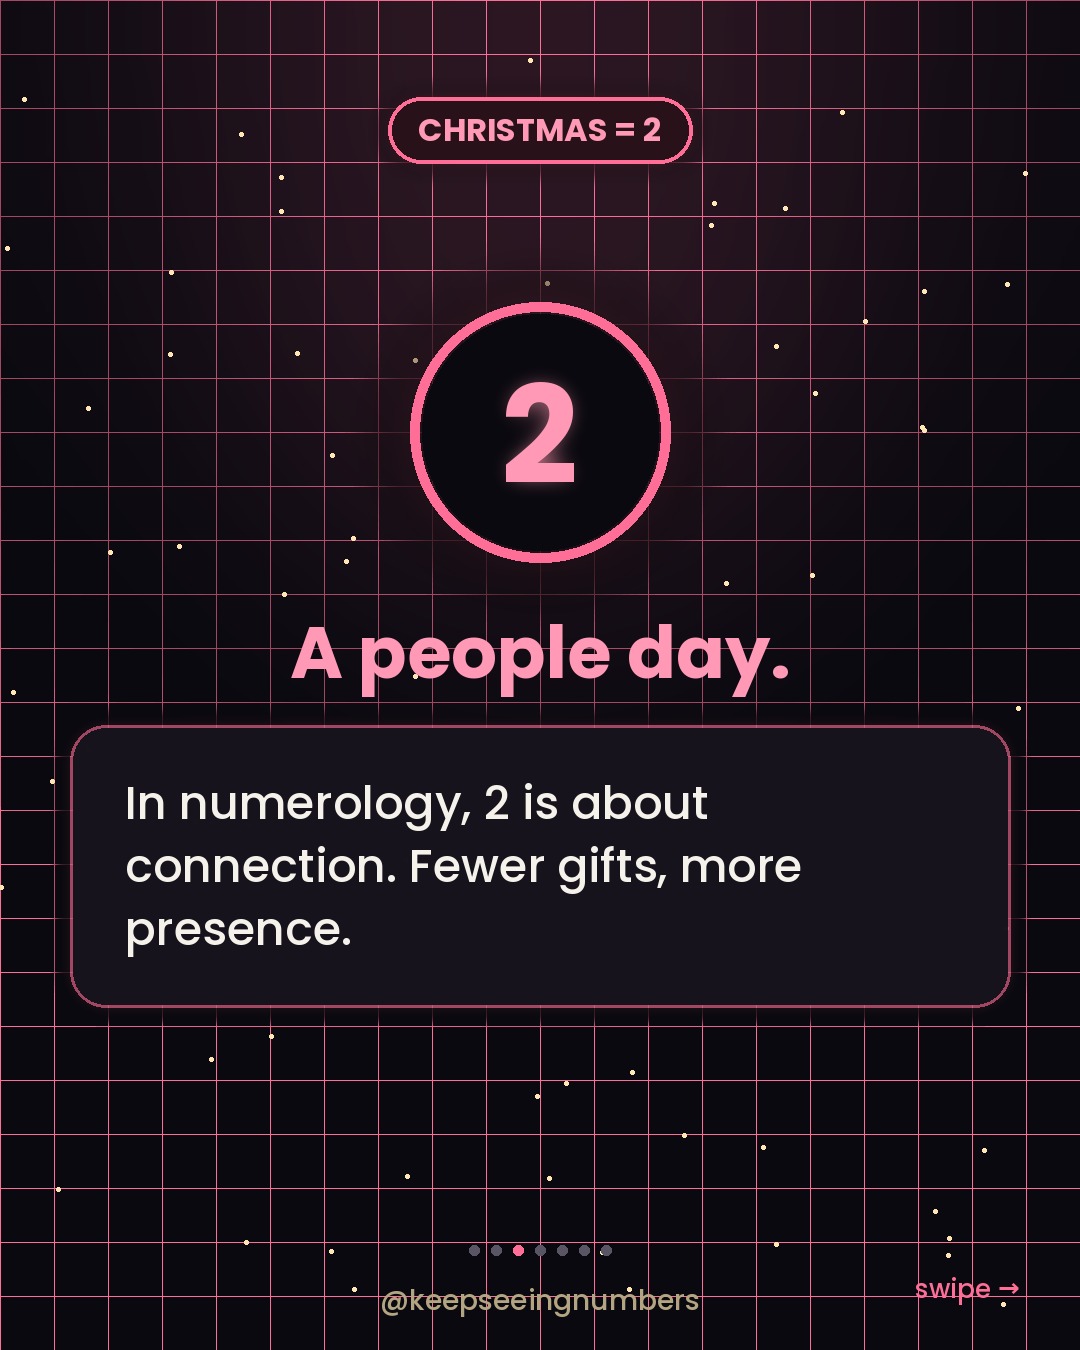 CHRISTMAS = 2
2
A people day.
In numerology, 2 is about
connection. Fewer gifts, more
presence.
swipe →
@keepseeingnumbers